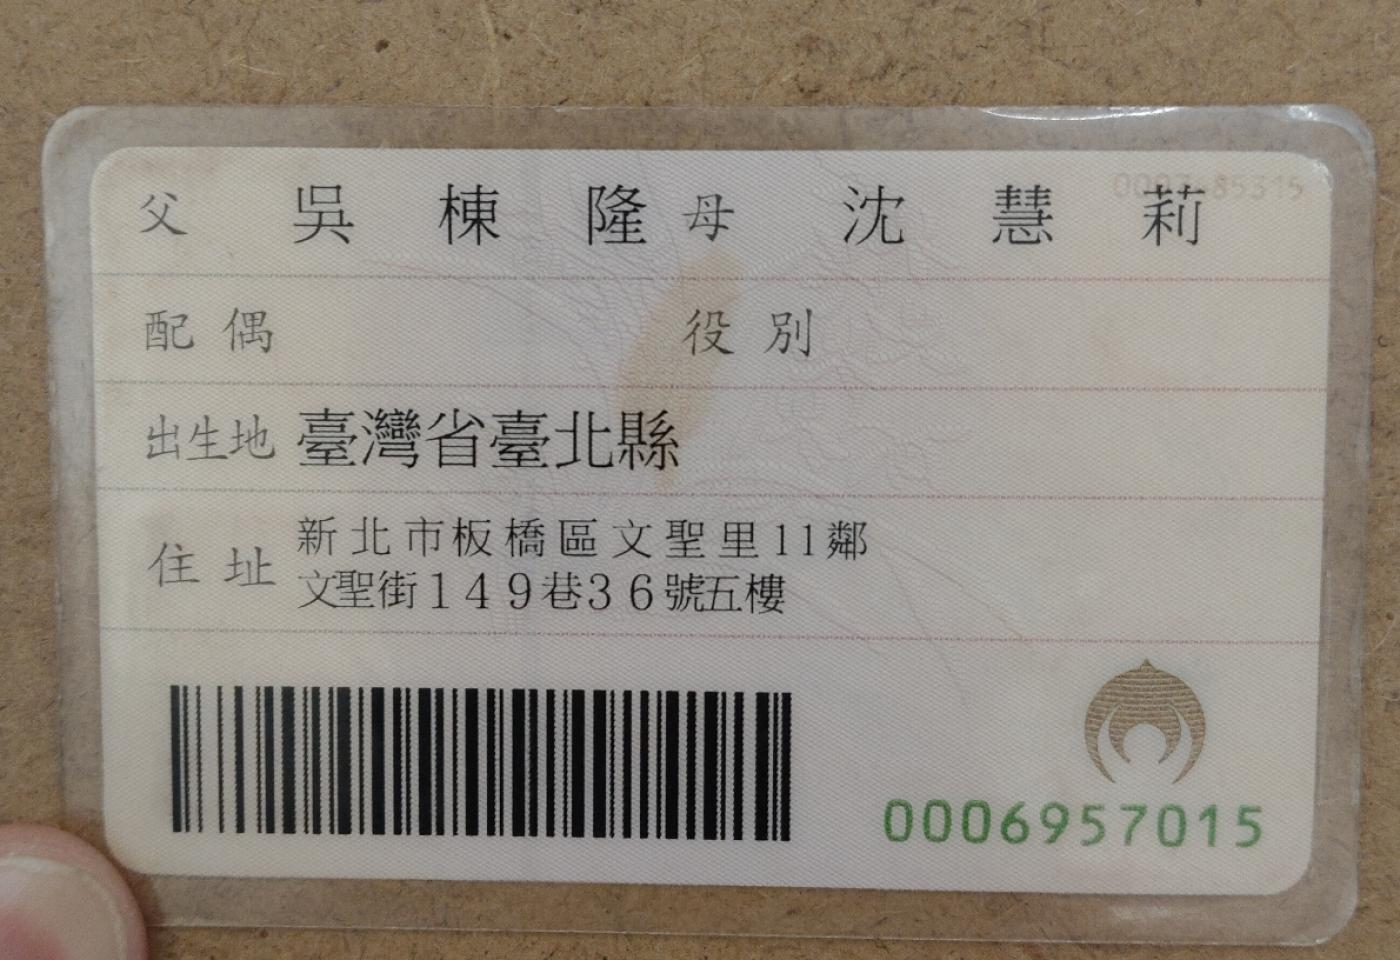 父 吳棟隆 母 沈慧莉
配偶 役別
出生地 臺灣省臺北縣
住址 新北市板橋區文聖里11鄰
文聖街149巷36號五樓
0006957015